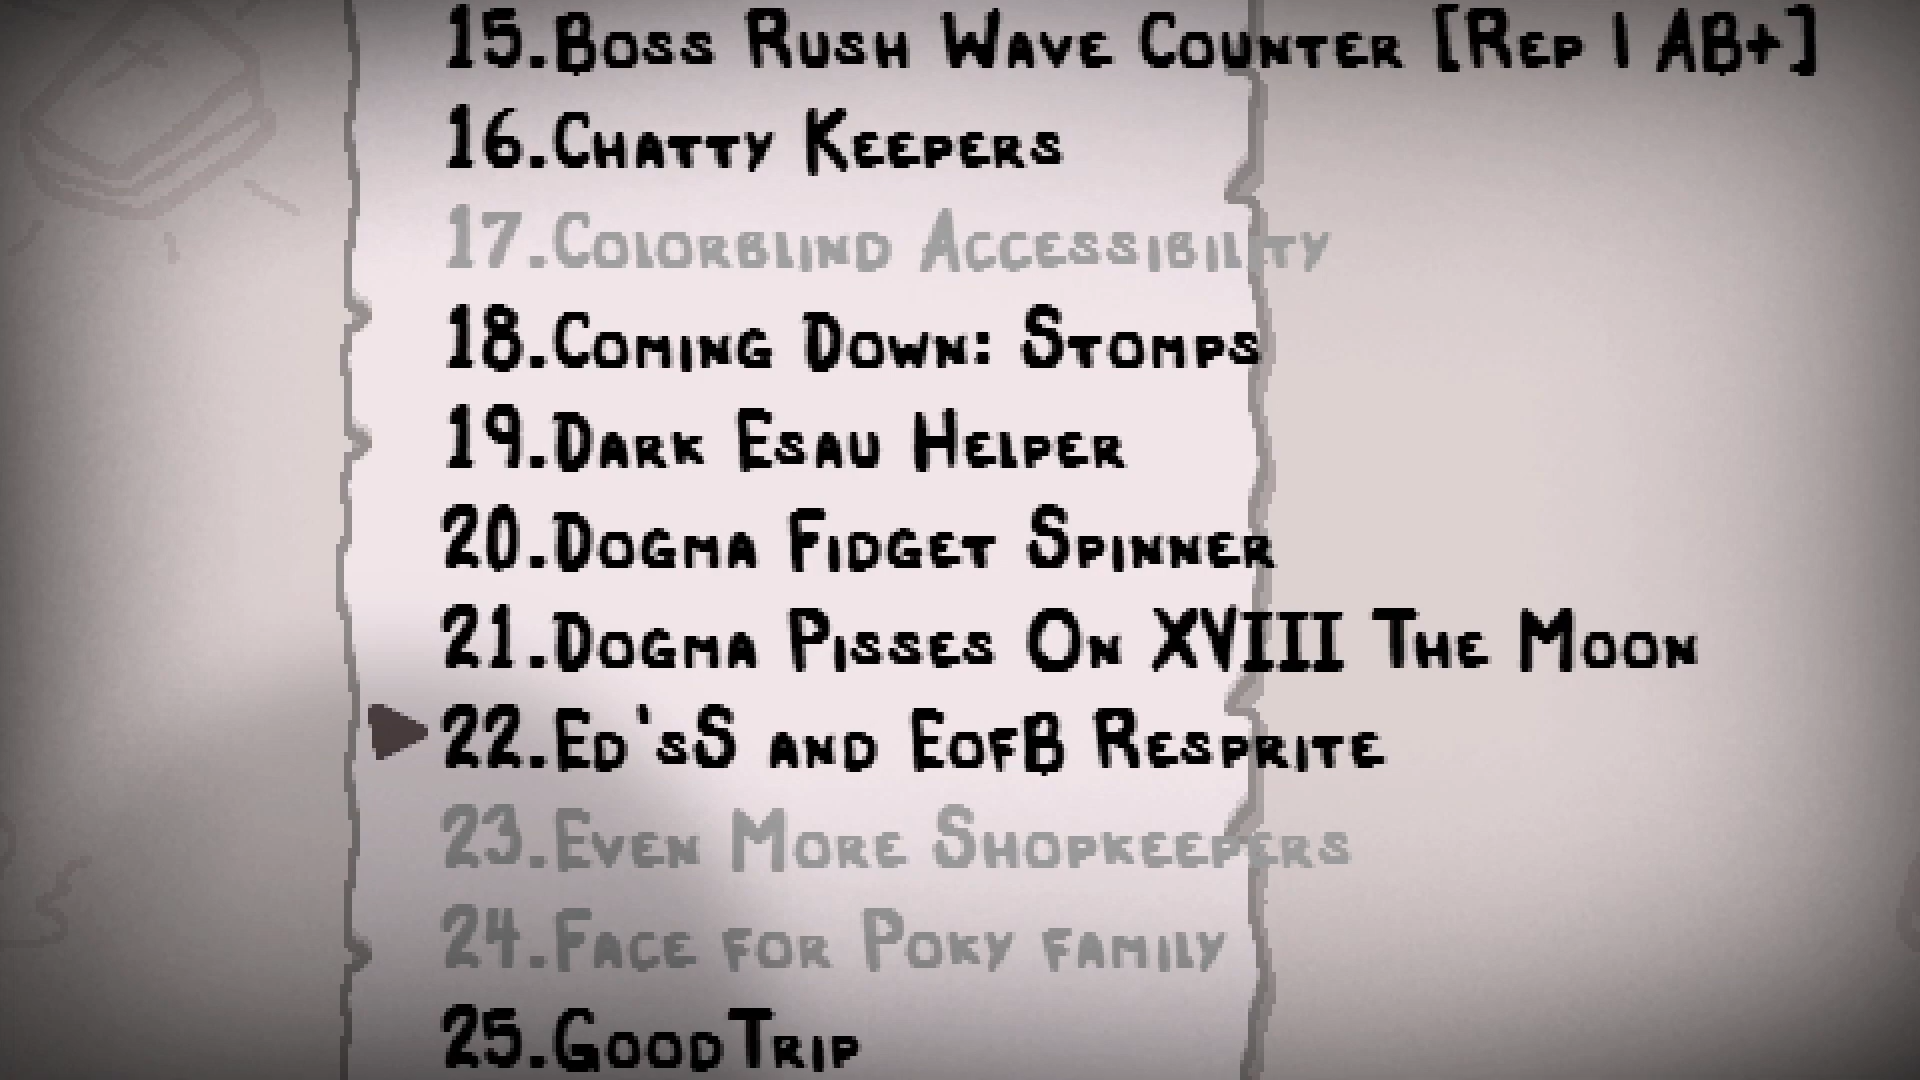 15.Boss Rush Wave Counter [Rep | AB+]
16.Chatty Keepers
17.Colorblind Accessibility
18.Coming Down: Stomps
19.Dark Esau Helper
20.Dogma Fidget Spinner
21.Dogma Pisses On XVIII The Moon
22.Ed'sS and EofB Resprite
23.Even More Shopkeepers
24.Face for Poky family
25.GoodTrip